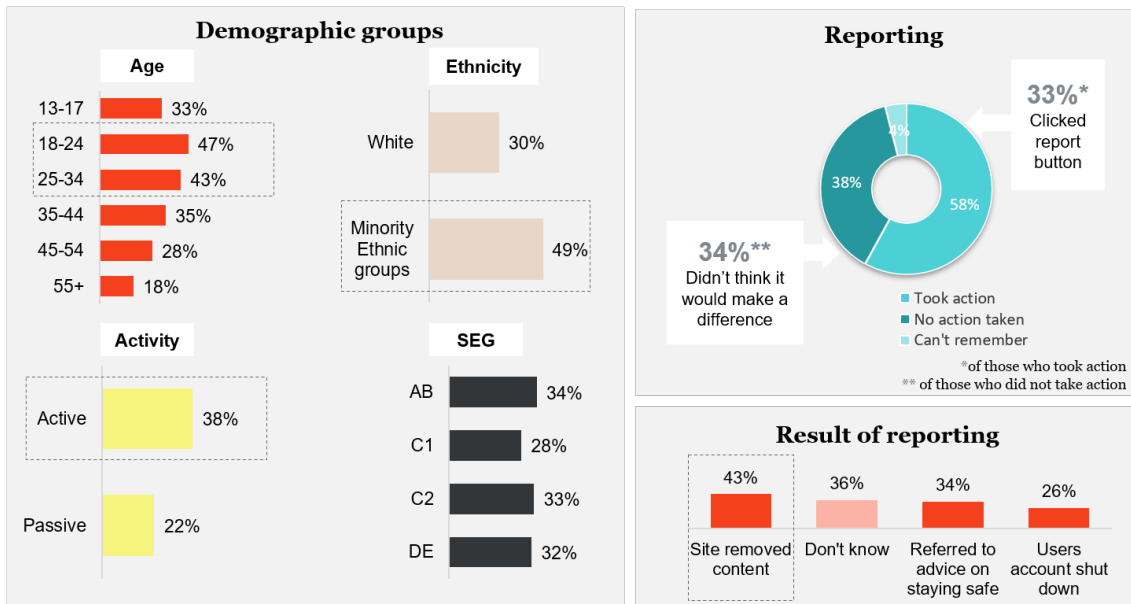 Demographic groups
Age
13-17
33%
18-24
47%
25-34
43%
35-44
35%
45-54
28%
55+
18%
Ethnicity
White
30%
Minority
Ethnic
groups
49%
Activity
Active
38%
Passive
22%
SEG
AB
34%
C1
28%
C2
33%
DE
32%
Reporting
33%*
Clicked
report
button
4%
38%
58%
34%**
Didn't think it
would make a
difference
Took action
No action taken
Can't remember
*of those who took action
** of those who did not take action
Result of reporting
43%
36%
34%
26%
Site removed
content
Don't know
Referred to
advice on
staying safe
Users
account shut
down